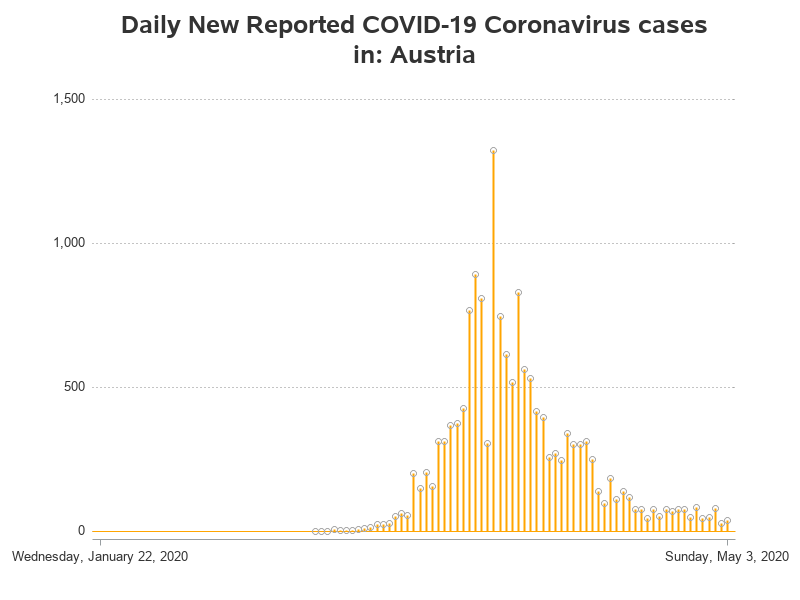 Daily New Reported COVID-19 Coronavirus cases
in: Austria
1,500
1,000
500
0
Wednesday, January 22, 2020
Sunday, May 3, 2020